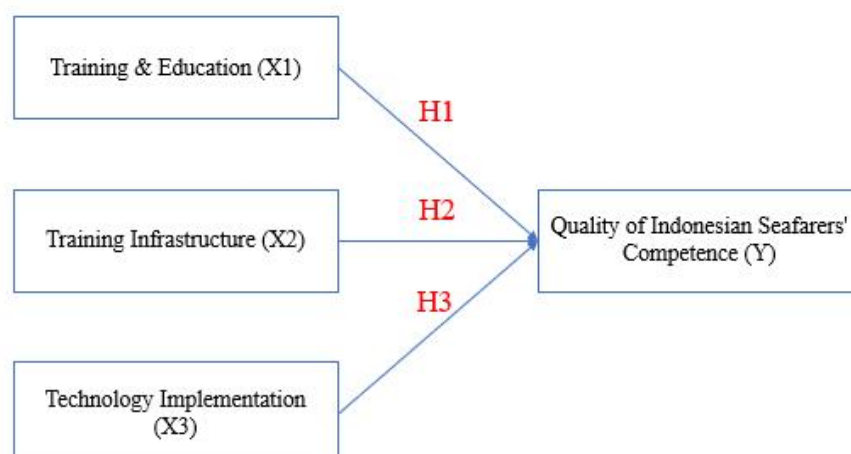 Training & Education (X1)
H1
Training Infrastructure (X2)
H2
Quality of Indonesian Seafarers'
Competence (Y)
H3
Technology Implementation
(X3)